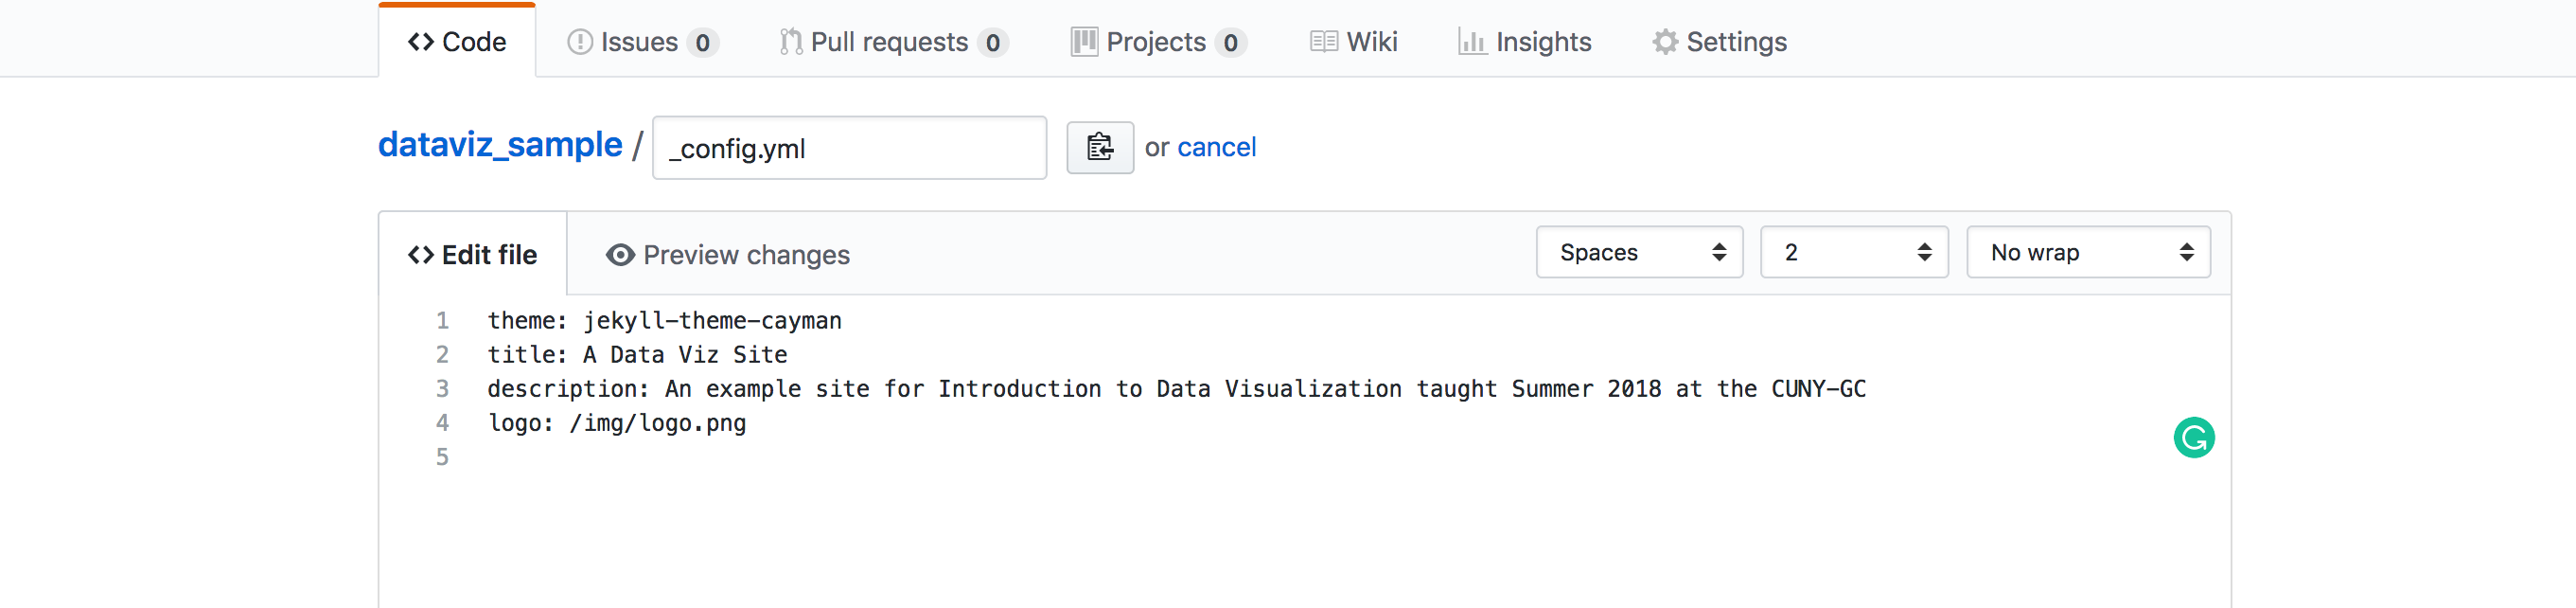 Code Issues 0 Pull requests 0 Projects 0 Wiki Insights Settings
dataviz_sample / _config.yml or cancel
Edit file Preview changes Spaces 2 No wrap
1 theme: jekyll-theme-cayman
2 title: A Data Viz Site
3 description: An example site for Introduction to Data Visualization taught Summer 2018 at the CUNY-GC
4 logo: /img/logo.png
5